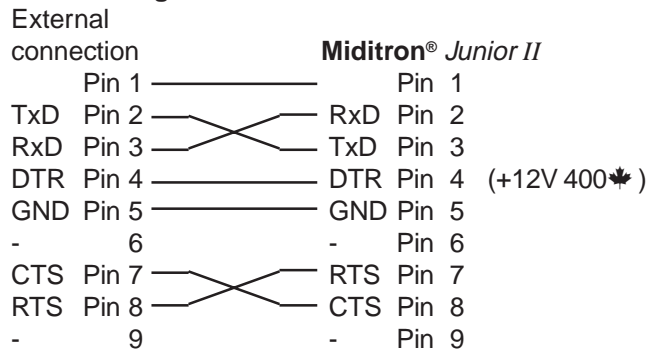 External
connection Miditron® Junior II
Pin 1 Pin 1
TxD Pin 2 RxD Pin 2
RxD Pin 3 TxD Pin 3
DTR Pin 4 DTR Pin 4 (+12V 400🍁)
GND Pin 5 GND Pin 5
- 6 - Pin 6
CTS Pin 7 RTS Pin 7
RTS Pin 8 CTS Pin 8
- 9 - Pin 9